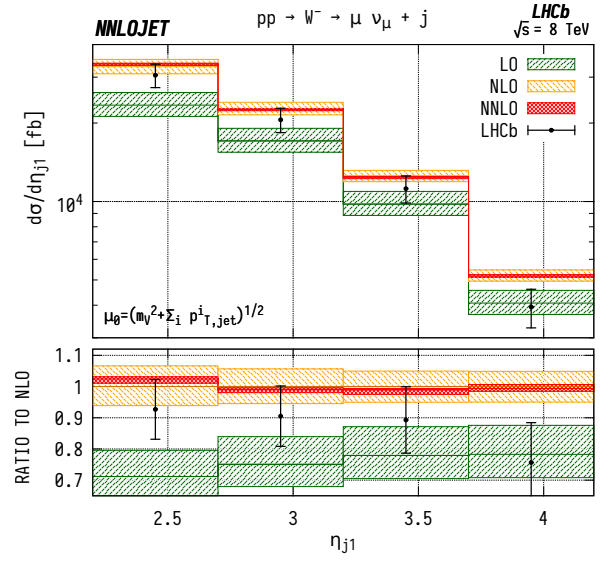 NNLOJET
pp → W⁻ → μ ν_μ + j
LHCb
√s = 8 TeV
LO
NLO
NNLO
LHCb
dσ/dη_j1 [fb]
10⁴
μ₀=(m_V²+Σ_i pⁱ_T,jet)^1/2
RATIO TO NLO
1.1
1
0.9
0.8
0.7
2.5 3 3.5 4
η_j1